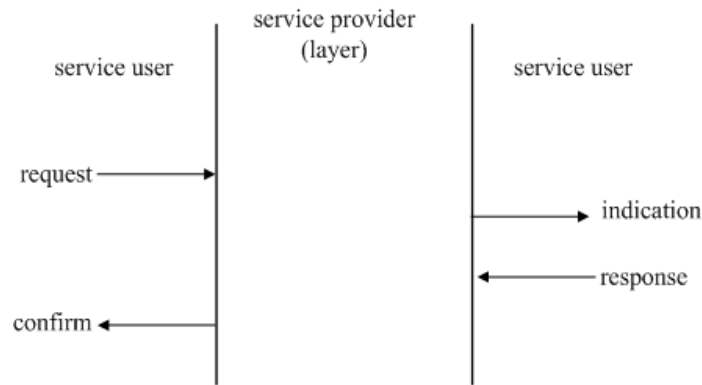 service provider
(layer)
service user
service user
request
indication
response
confirm